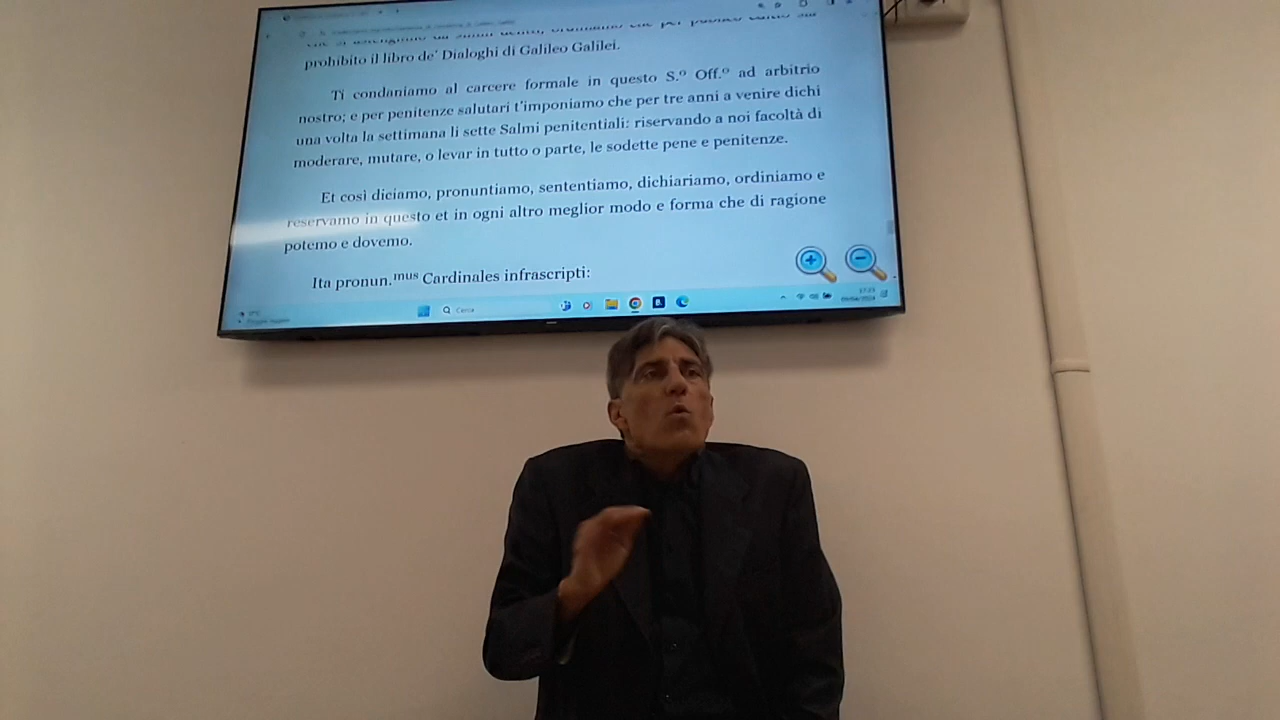 prohibito il libro de' Dialoghi di Galileo Galilei.
Ti condaniamo al carcere formale in questo S.º Off.º ad arbitrio
nostro; e per penitenze salutari t'imponiamo che per tre anni a venire dichi
una volta la settimana li sette Salmi penitentiali: riservando a noi facoltà di
moderare, mutare, o levar in tutto o parte, le sodette pene e penitenze.
Et così diciamo, pronuntiamo, sententiamo, dichiariamo, ordiniamo e
reservamo in questo et in ogni altro meglior modo e forma che di ragione
potemo e dovemo.
Ita pronun.mus Cardinales infrascripti:
Cerca